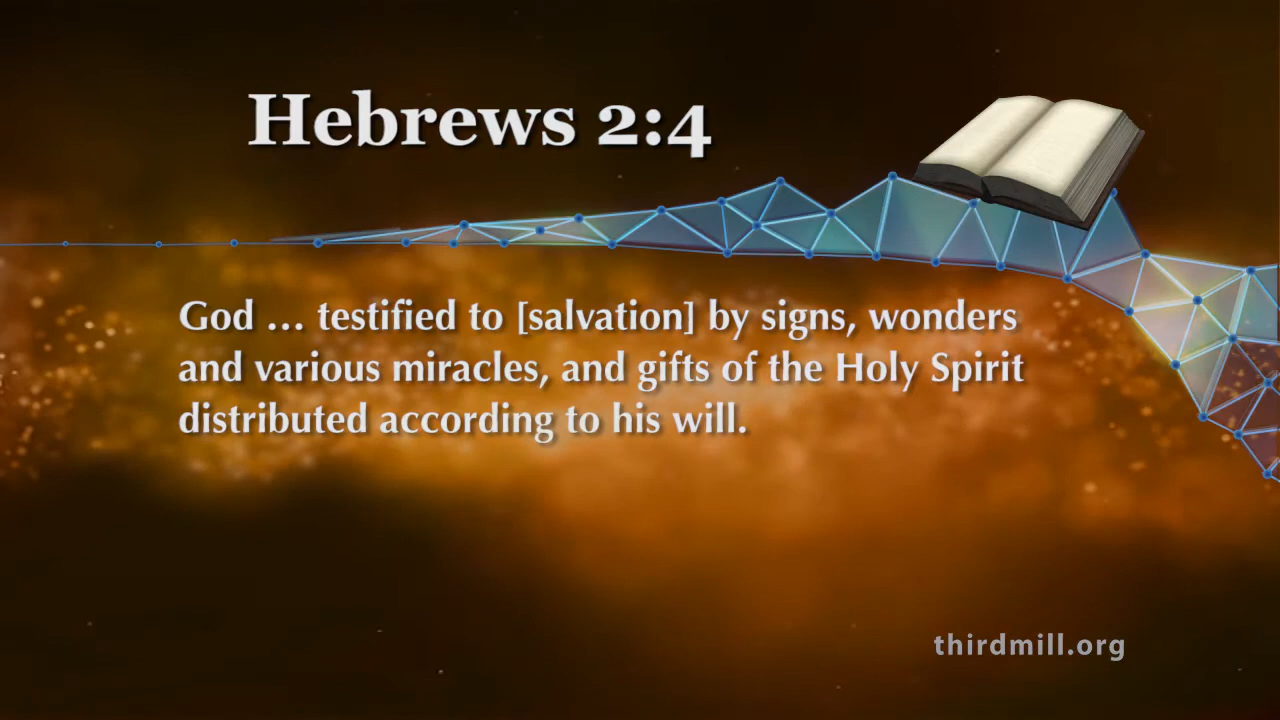 Hebrews 2:4
God … testified to [salvation] by signs, wonders
and various miracles, and gifts of the Holy Spirit
distributed according to his will.
thirdmill.org